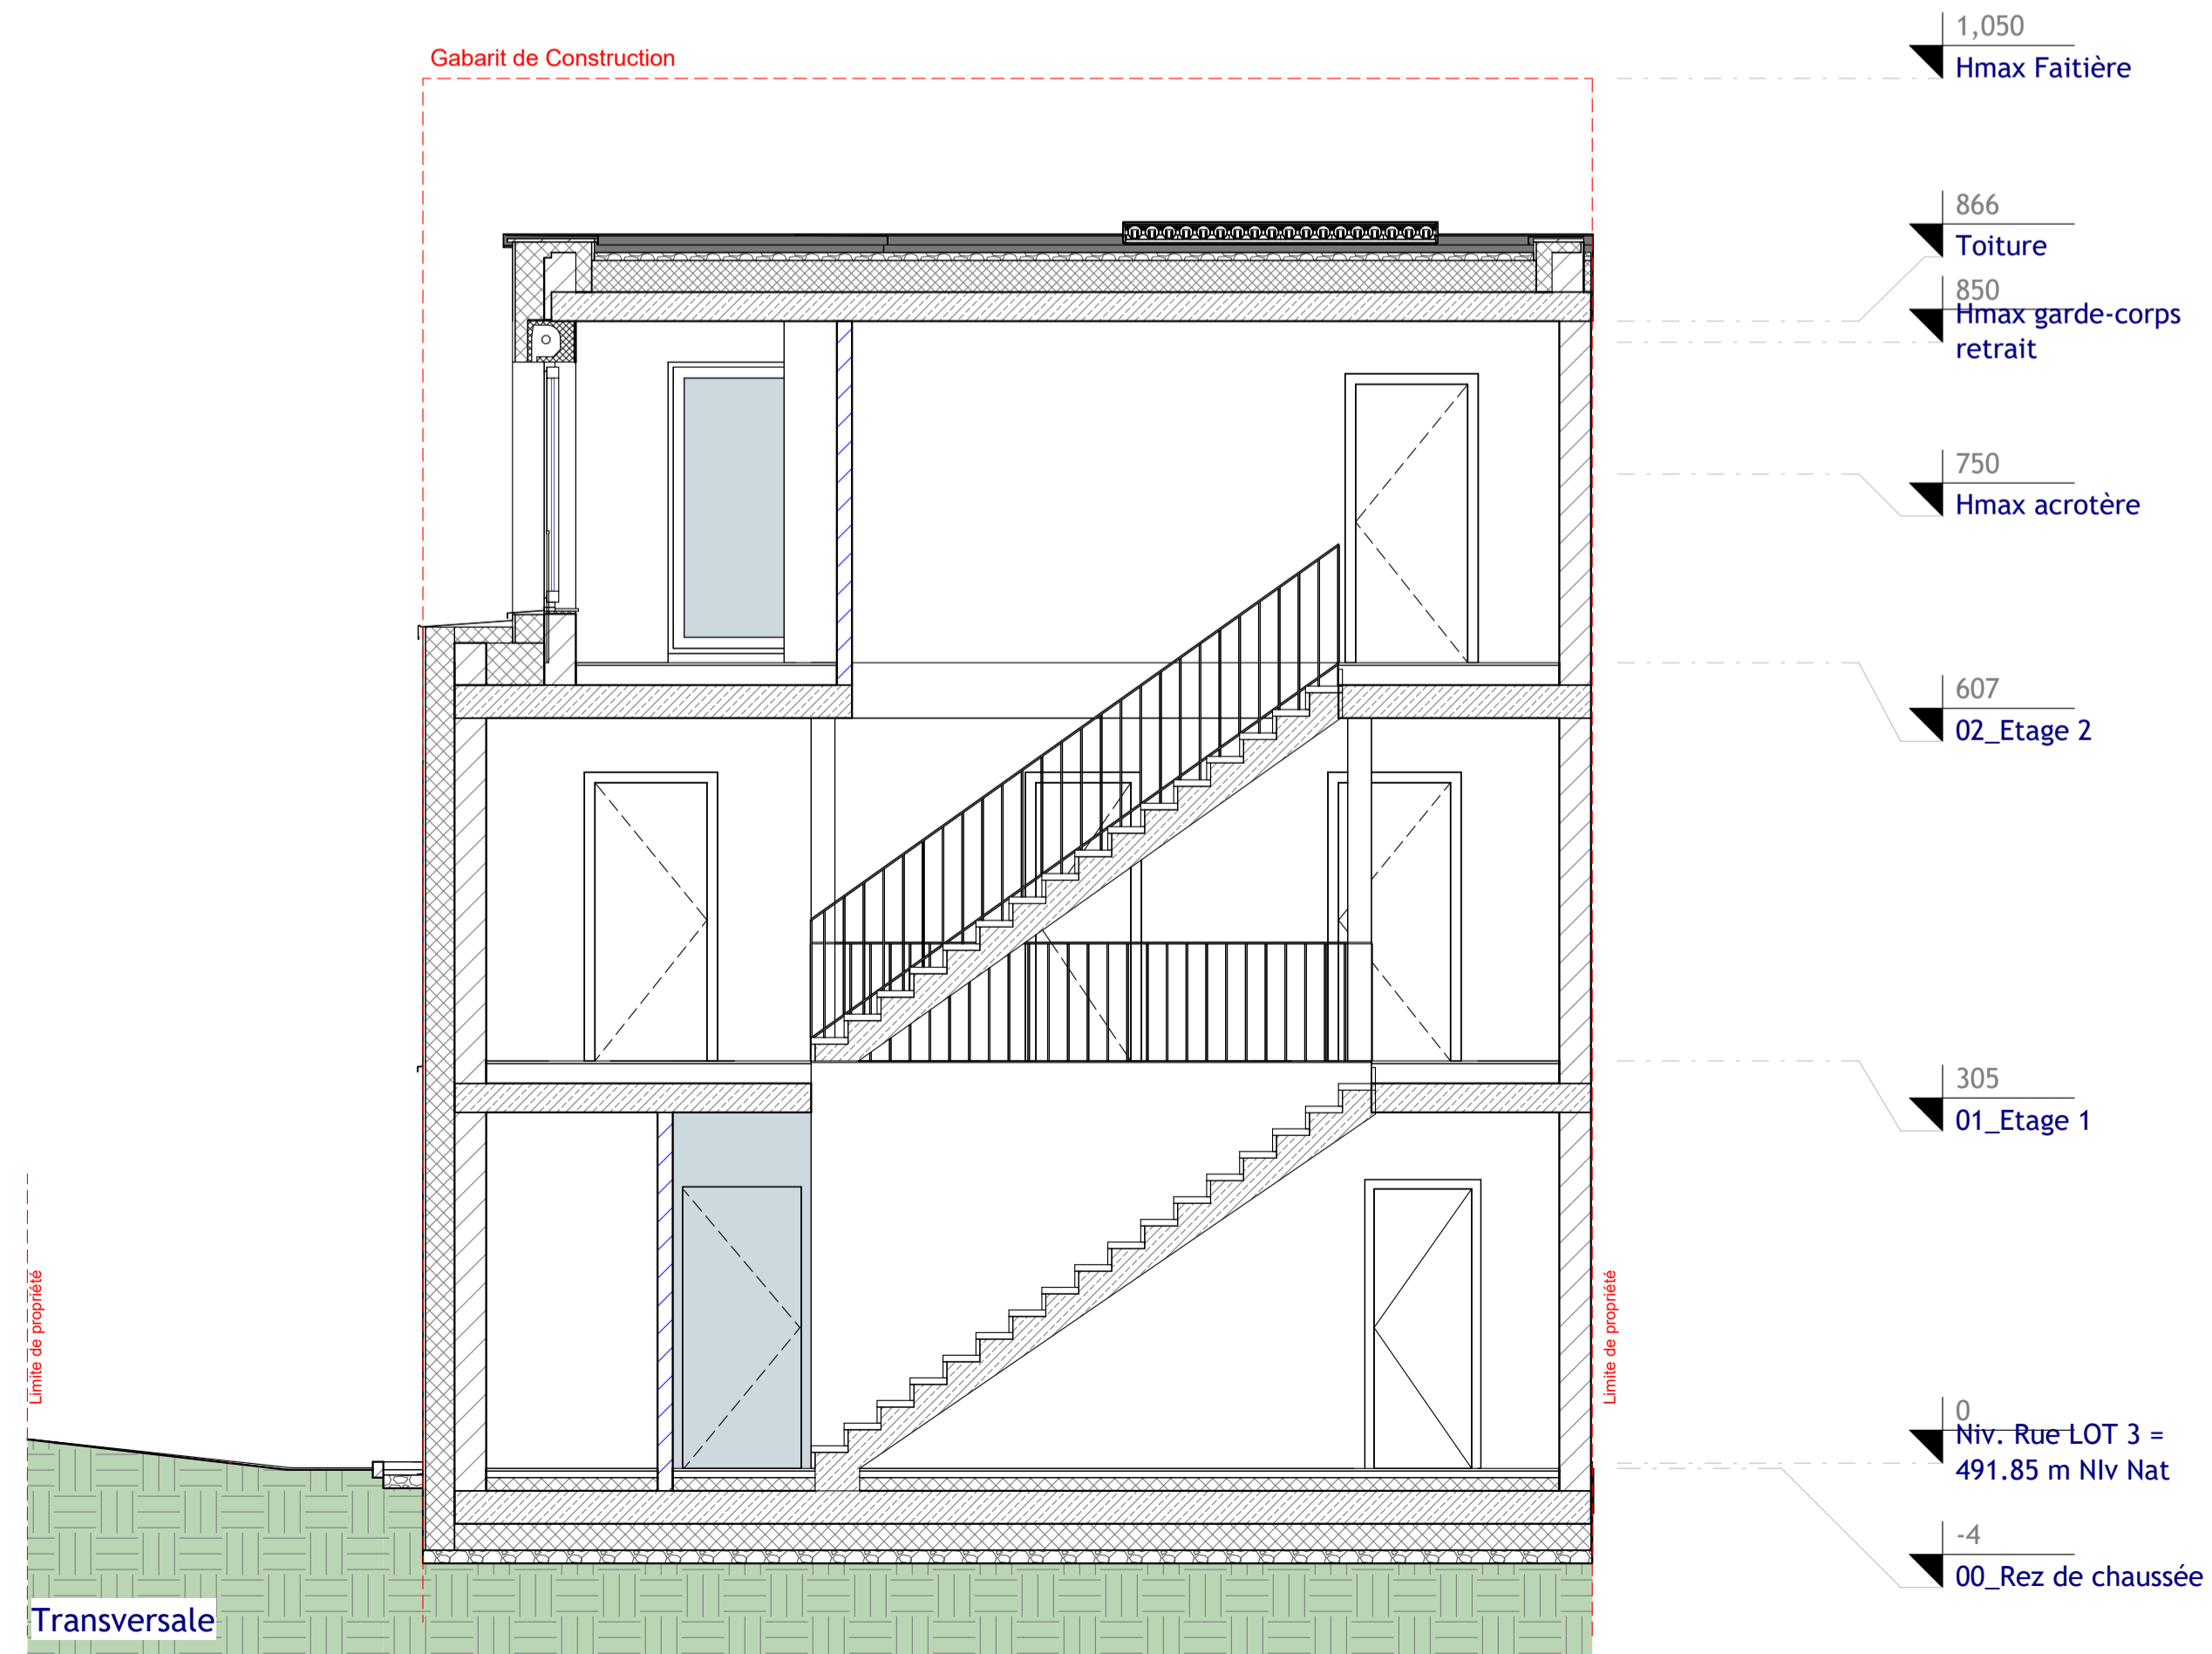 Gabarit de Construction
1,050
Hmax Faitière
866
Toiture
850
Hmax garde-corps
retrait
750
Hmax acrotère
607
02_Etage 2
305
01_Etage 1
Limite de propriété
Limite de propriété
0
Niv. Rue LOT 3 =
491.85 m NIv Nat
-4
00_Rez de chaussée
Transversale